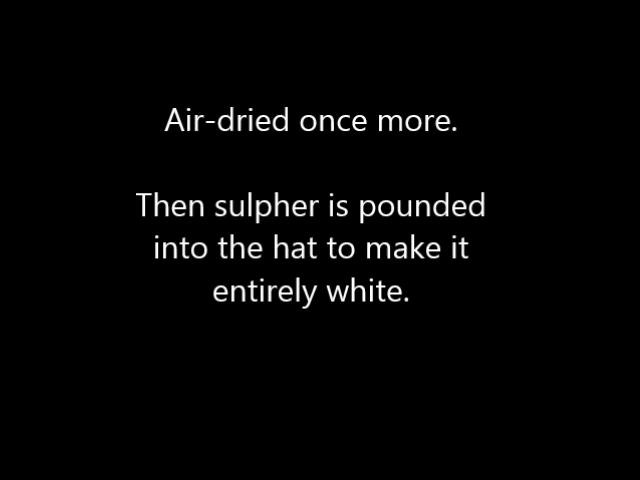 Air-dried once more.
Then sulpher is pounded
into the hat to make it
entirely white.